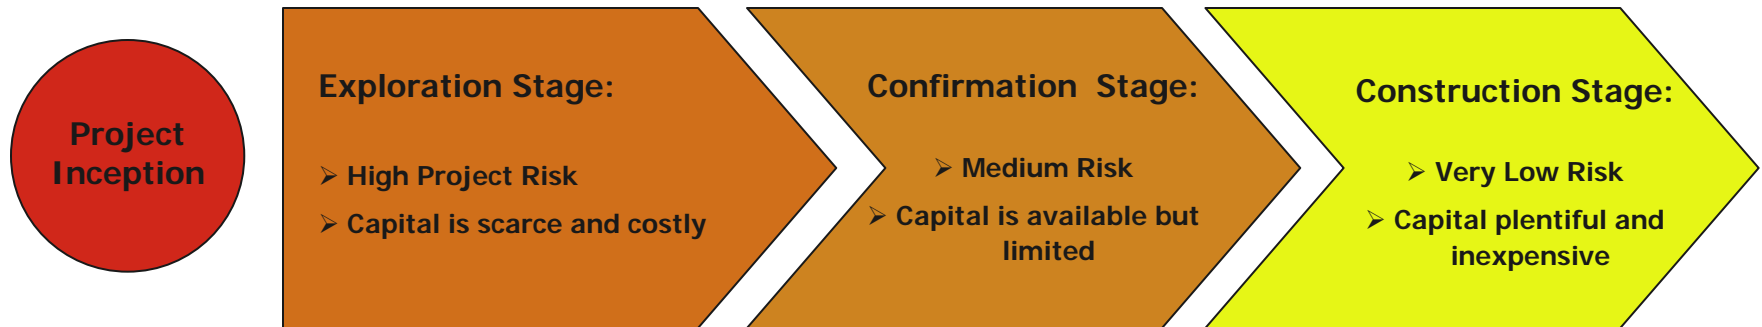 Project
Inception
Exploration Stage:
➢ High Project Risk
➢ Capital is scarce and costly
Confirmation Stage:
➢ Medium Risk
➢ Capital is available but
limited
Construction Stage:
➢ Very Low Risk
➢ Capital plentiful and
inexpensive